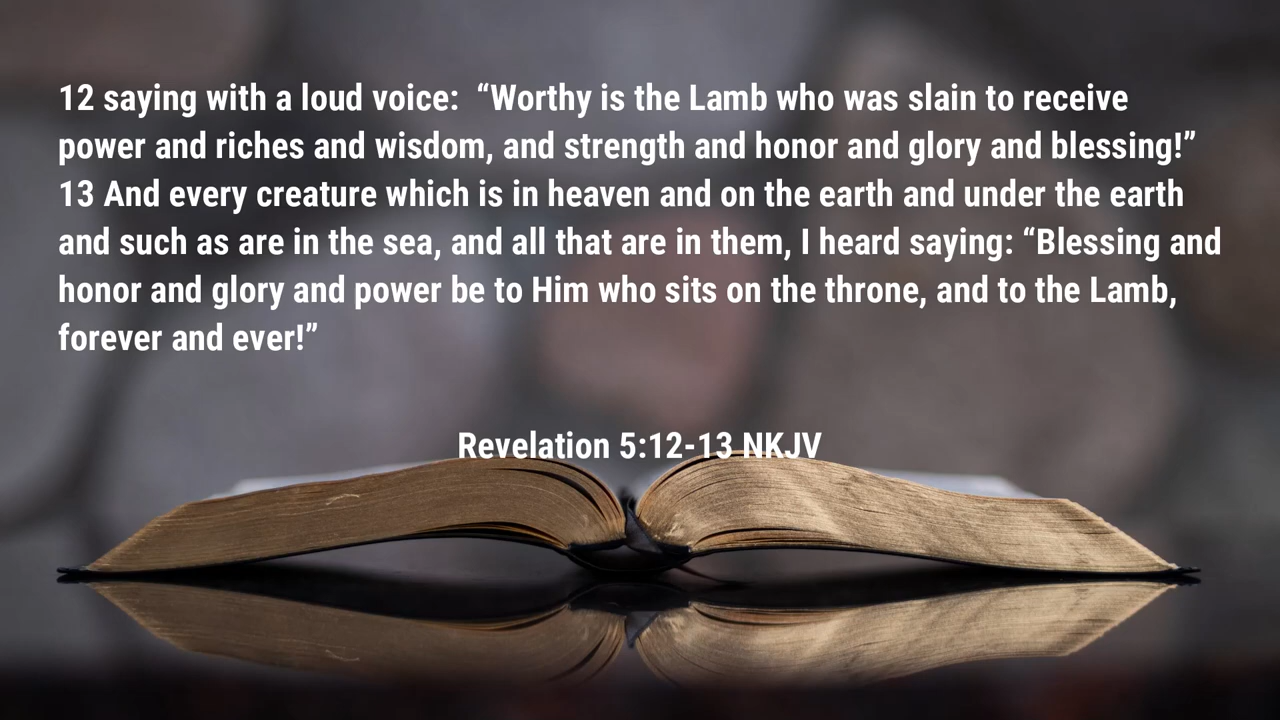 12 saying with a loud voice:  “Worthy is the Lamb who was slain to receive
power and riches and wisdom, and strength and honor and glory and blessing!”
13 And every creature which is in heaven and on the earth and under the earth
and such as are in the sea, and all that are in them, I heard saying: “Blessing and
honor and glory and power be to Him who sits on the throne, and to the Lamb,
forever and ever!”
Revelation 5:12-13 NKJV